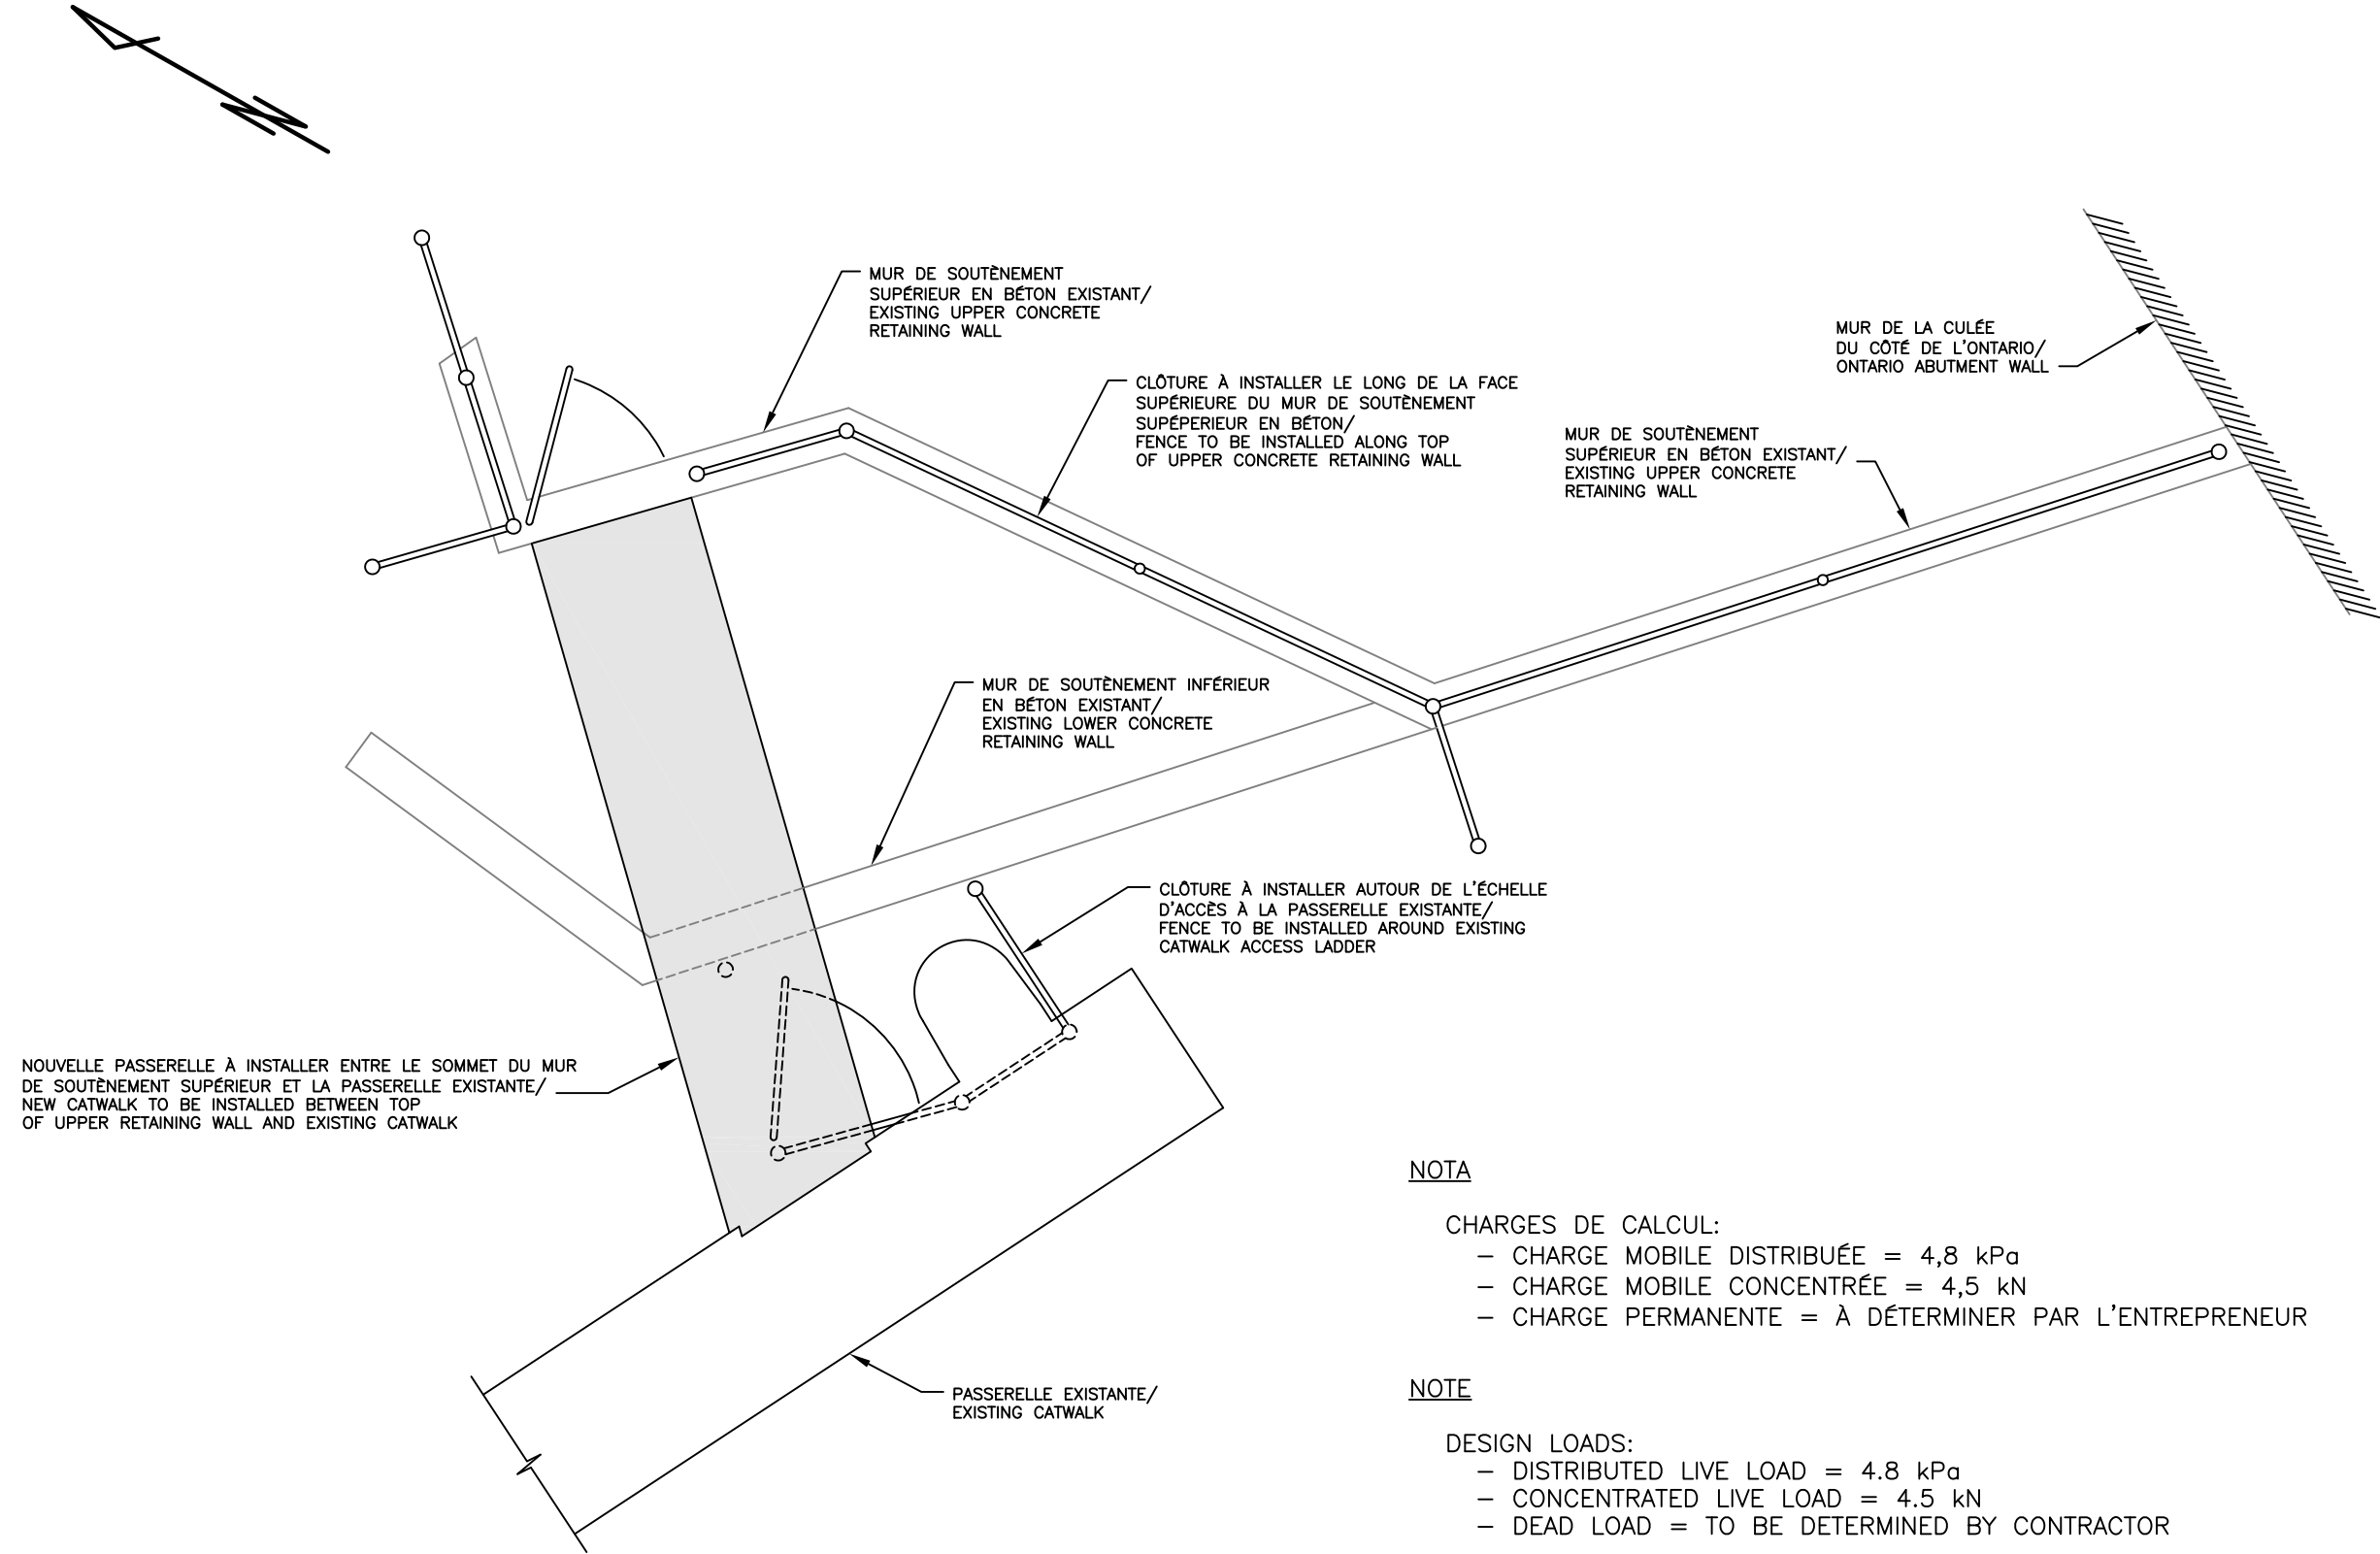 N
MUR DE SOUTÈNEMENT
SUPÉRIEUR EN BÉTON EXISTANT/
EXISTING UPPER CONCRETE
RETAINING WALL
MUR DE LA CULÉE
DU CÔTÉ DE L'ONTARIO/
ONTARIO ABUTMENT WALL
CLÔTURE À INSTALLER LE LONG DE LA FACE
SUPÉRIEURE DU MUR DE SOUTÈNEMENT
SUPÉPERIEUR EN BÉTON/
FENCE TO BE INSTALLED ALONG TOP
OF UPPER CONCRETE RETAINING WALL
MUR DE SOUTÈNEMENT
SUPÉRIEUR EN BÉTON EXISTANT/
EXISTING UPPER CONCRETE
RETAINING WALL
MUR DE SOUTÈNEMENT INFÉRIEUR
EN BÉTON EXISTANT/
EXISTING LOWER CONCRETE
RETAINING WALL
CLÔTURE À INSTALLER AUTOUR DE L'ÉCHELLE
D'ACCÈS À LA PASSERELLE EXISTANTE/
FENCE TO BE INSTALLED AROUND EXISTING
CATWALK ACCESS LADDER
NOUVELLE PASSERELLE À INSTALLER ENTRE LE SOMMET DU MUR
DE SOUTÈNEMENT SUPÉRIEUR ET LA PASSERELLE EXISTANTE/
NEW CATWALK TO BE INSTALLED BETWEEN TOP
OF UPPER RETAINING WALL AND EXISTING CATWALK
PASSERELLE EXISTANTE/
EXISTING CATWALK
NOTA
CHARGES DE CALCUL:
– CHARGE MOBILE DISTRIBUÉE = 4,8 kPa
– CHARGE MOBILE CONCENTRÉE = 4,5 kN
– CHARGE PERMANENTE = À DÉTERMINER PAR L'ENTREPRENEUR
NOTE
DESIGN LOADS:
– DISTRIBUTED LIVE LOAD = 4.8 kPa
– CONCENTRATED LIVE LOAD = 4.5 kN
– DEAD LOAD = TO BE DETERMINED BY CONTRACTOR